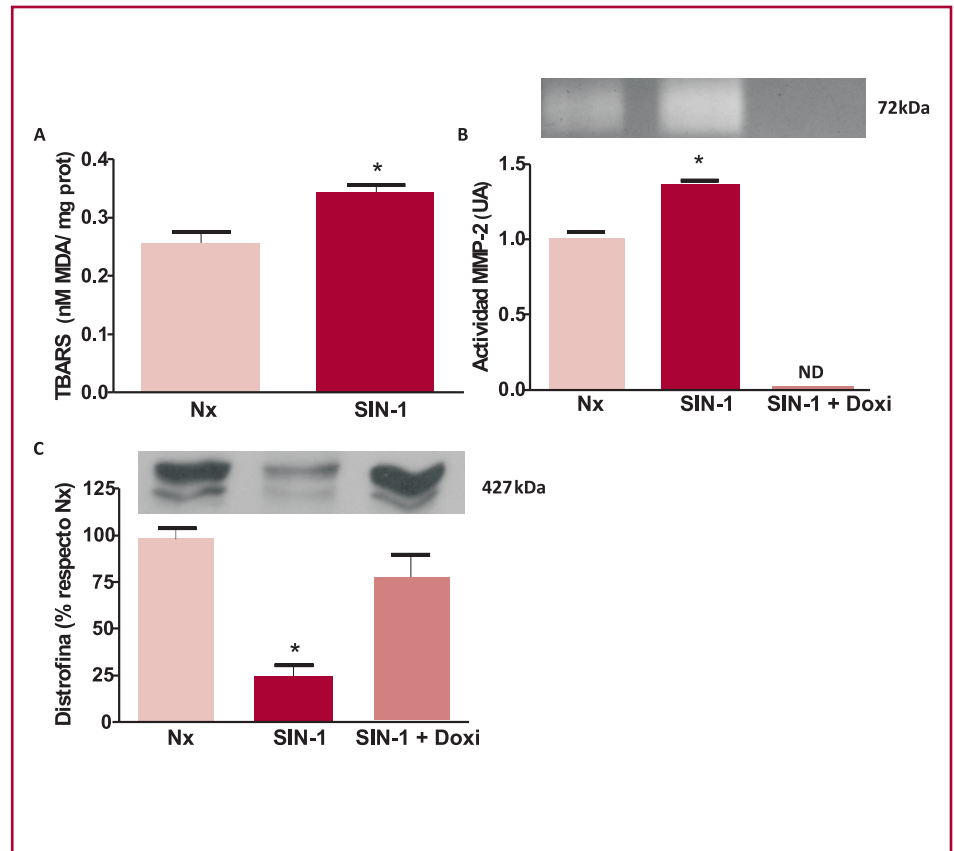 72kDa
A
B
TBARS (nM MDA/ mg prot)
0.4
0.3
0.2
0.1
0.0
*
Nx
SIN-1
Actividad MMP-2 (UA)
1.5
1.0
0.5
0.0
*
ND
Nx
SIN-1
SIN-1 + Doxi
C
427kDa
Distrofina (% respecto Nx)
125
100
75
50
25
0
*
Nx
SIN-1
SIN-1 + Doxi